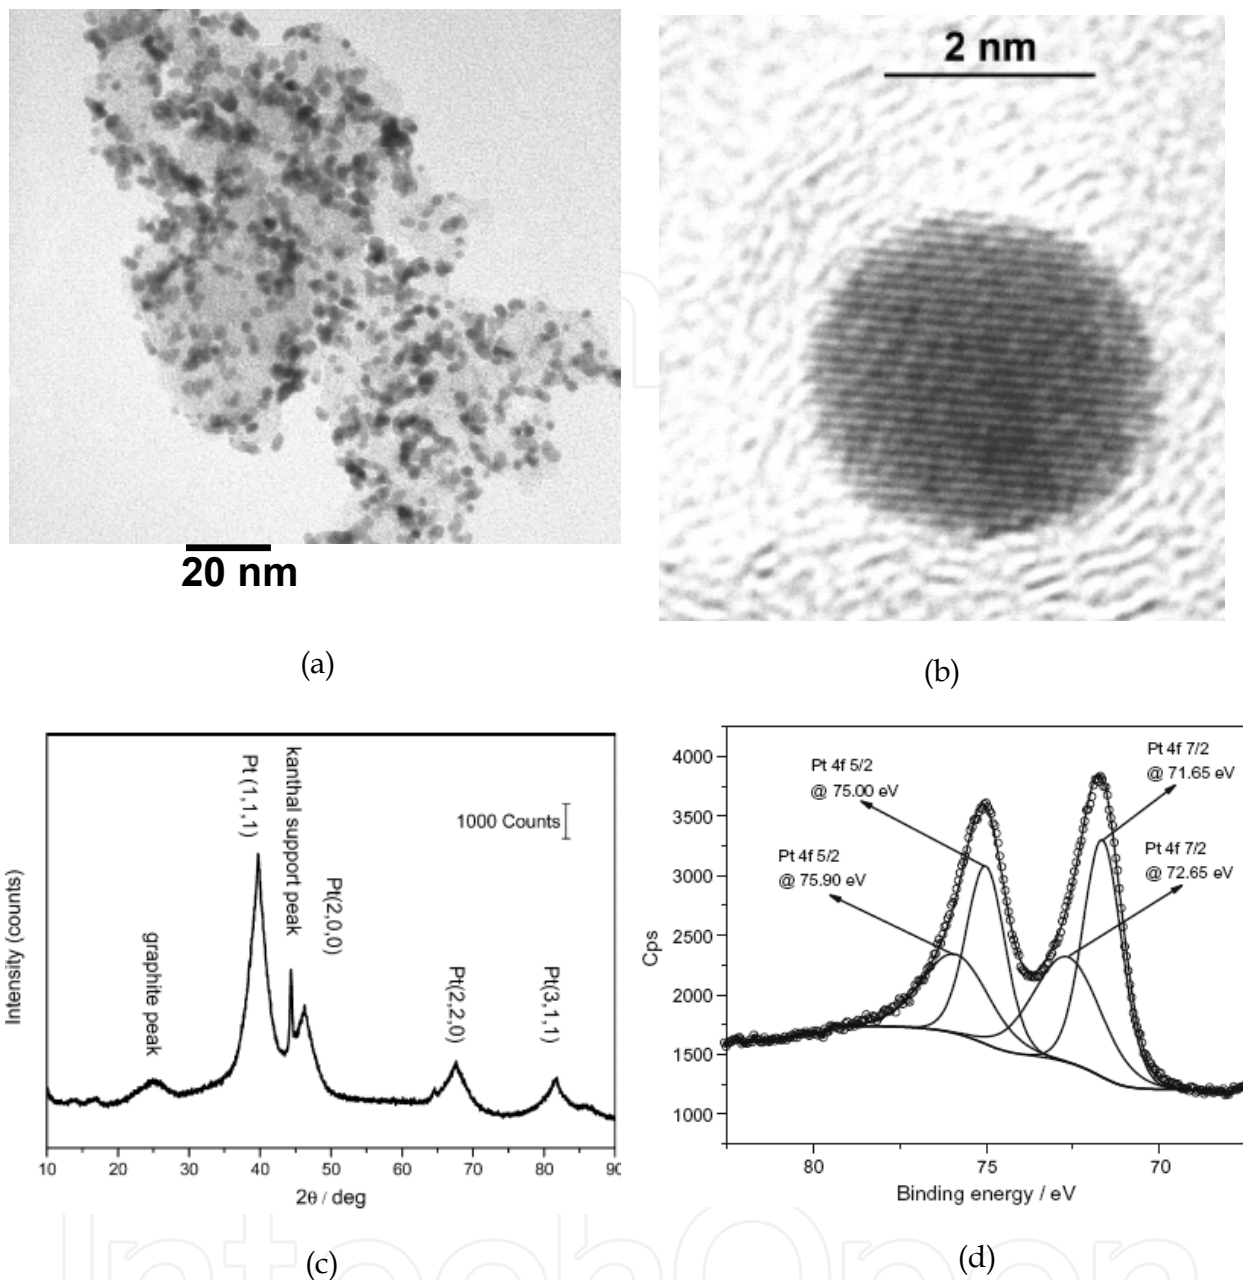 2 nm
20 nm
(a)
(b)
Intensity (counts)
graphite peak
Pt (1,1,1)
kanthal support peak
Pt(2,0,0)
Pt(2,2,0)
Pt(3,1,1)
1000 Counts
10 20 30 40 50 60 70 80 90
2θ / deg
(c)
Cps
4000
3500
3000
2500
2000
1500
1000
Pt 4f 5/2
@ 75.00 eV
Pt 4f 5/2
@ 75.90 eV
Pt 4f 7/2
@ 71.65 eV
Pt 4f 7/2
@ 72.65 eV
80 75 70
Binding energy / eV
(d)
IntechOpen